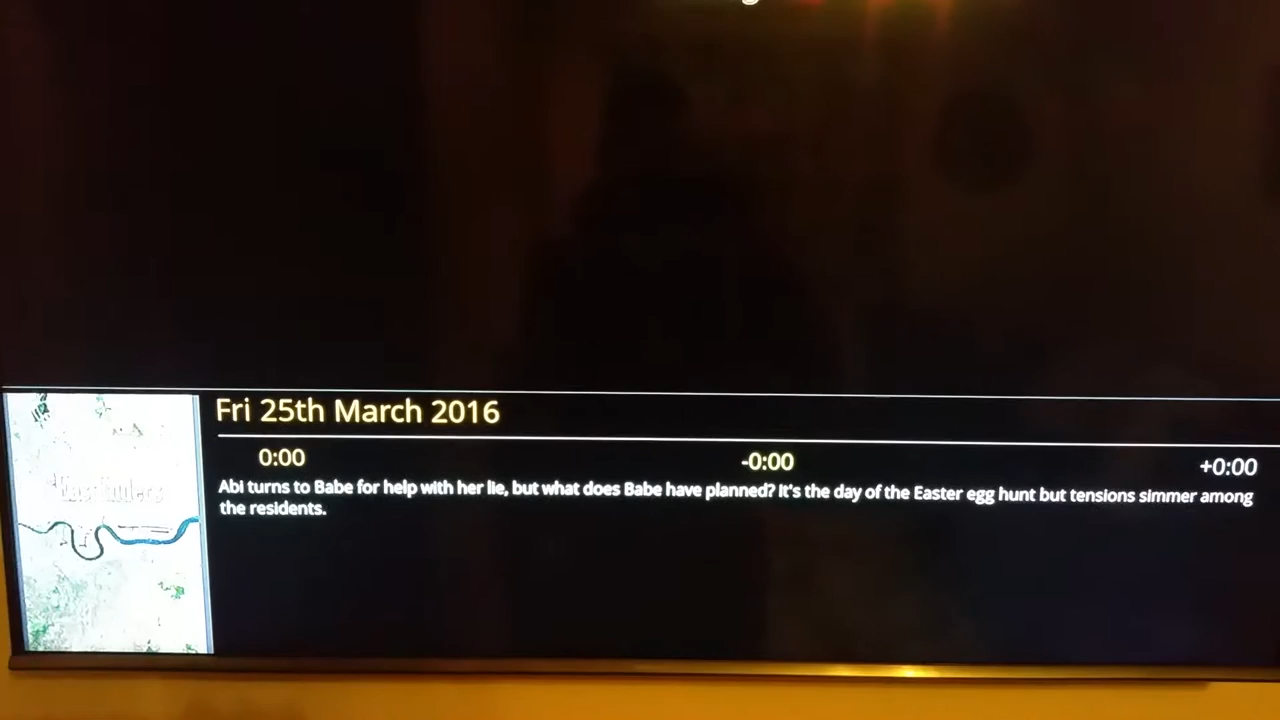 Fri 25th March 2016
0:00 -0:00 +0:00
EastEnders
Abi turns to Babe for help with her lie, but what does Babe have planned? It's the day of the Easter egg hunt but tensions simmer among
the residents.